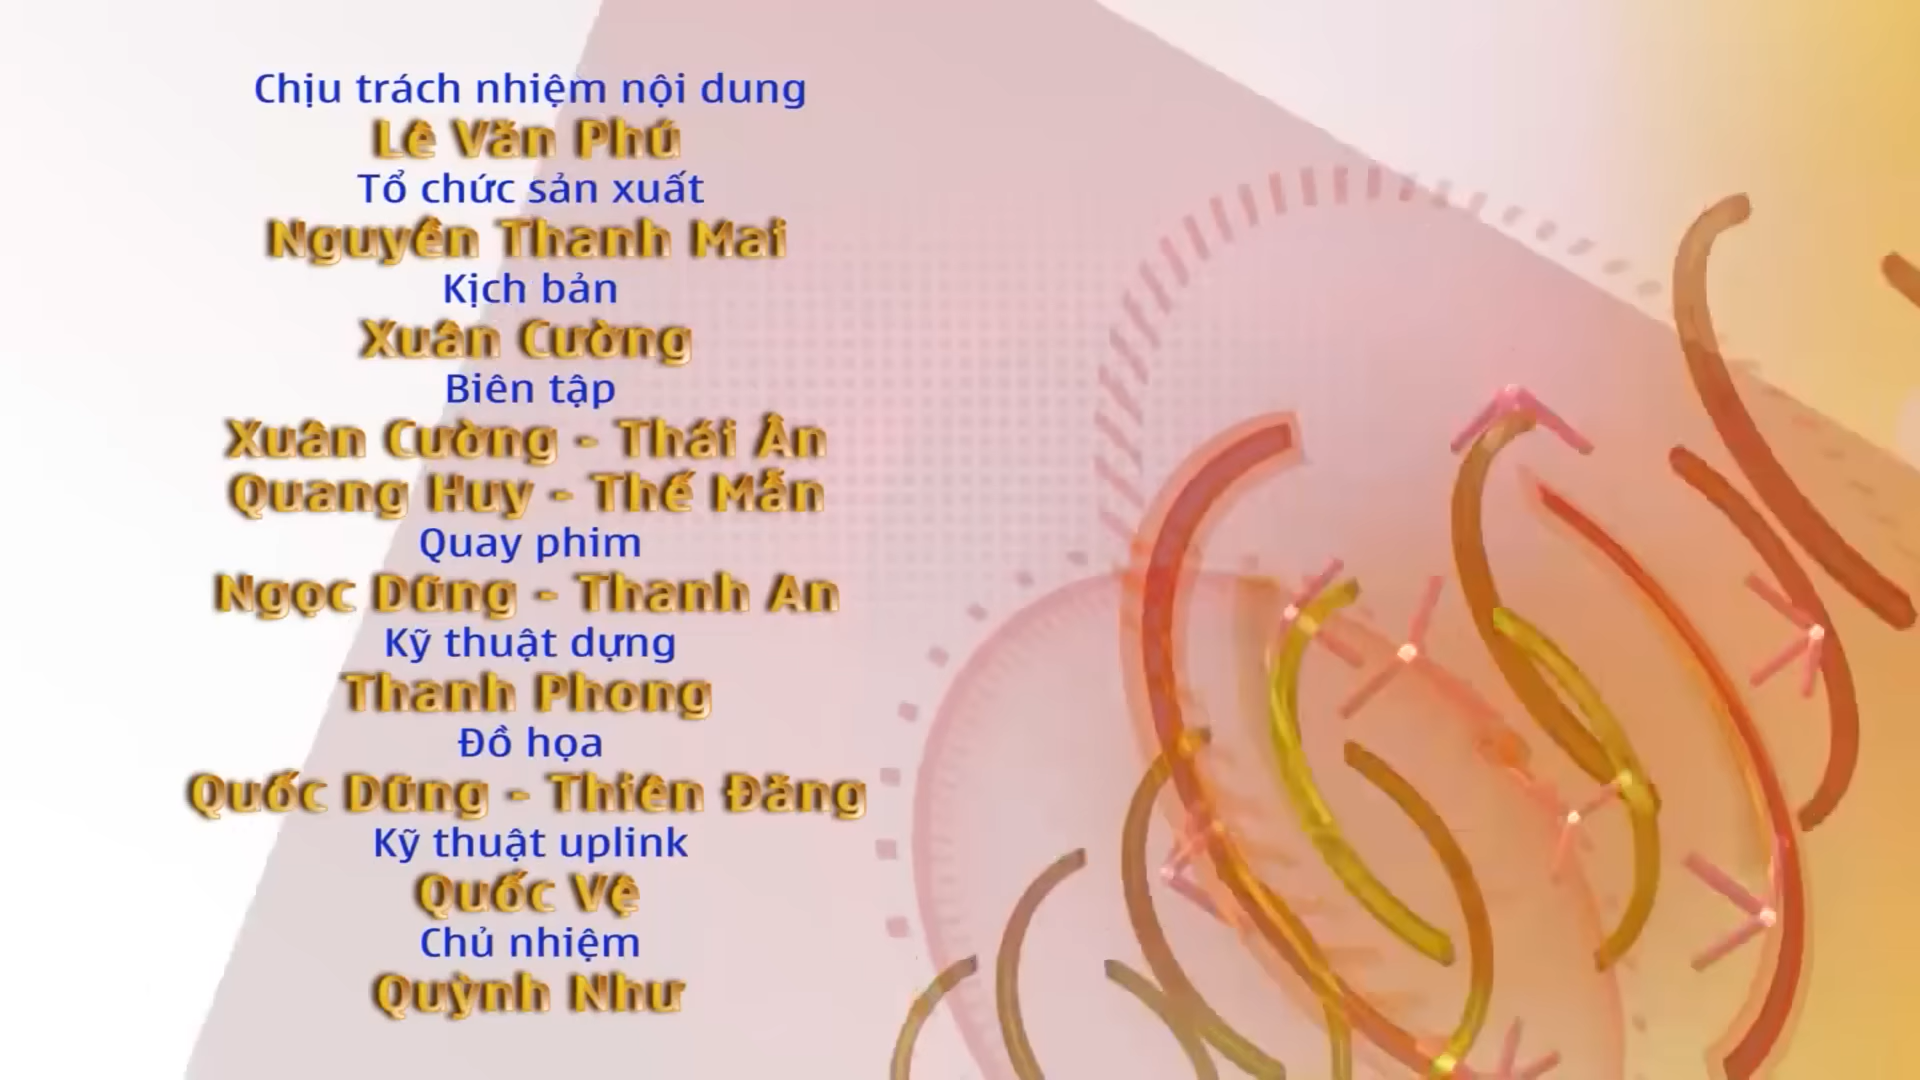 Chịu trách nhiệm nội dung
Lê Văn Phú
Tổ chức sản xuất
Nguyễn Thanh Mai
Kịch bản
Xuân Cường
Biên tập
Xuân Cường - Thái Ân
Quang Huy - Thế Mẫn
Quay phim
Ngọc Dũng - Thanh An
Kỹ thuật dựng
Thanh Phong
Đồ họa
Quốc Dũng - Thiên Đăng
Kỹ thuật uplink
Quốc Vệ
Chủ nhiệm
Quỳnh Như